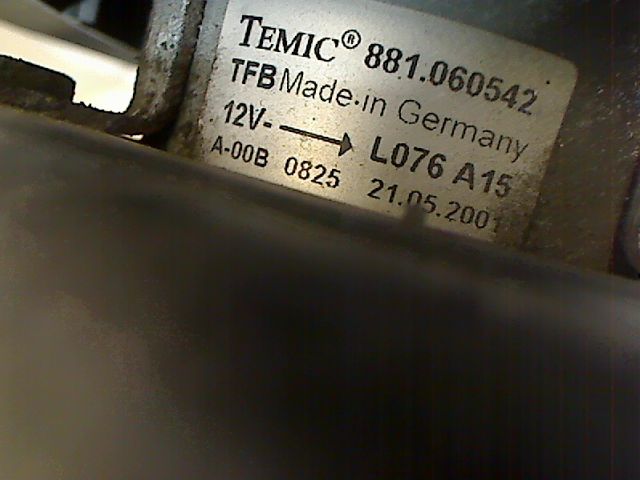 TEMIC® 881.060542
TFB Made in Germany
12V- → L076 A15
A-00B 0825 21.05.2001